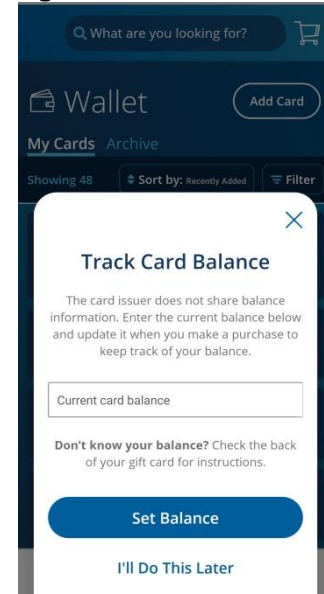 What are you looking for?
Wallet
Add Card
My Cards Archive
Showing 48 Sort by: Recently Added Filter
Track Card Balance
The card issuer does not share balance
information. Enter the current balance below
and update it when you make a purchase to
keep track of your balance.
Current card balance
Don't know your balance? Check the back
of your gift card for instructions.
Set Balance
I'll Do This Later